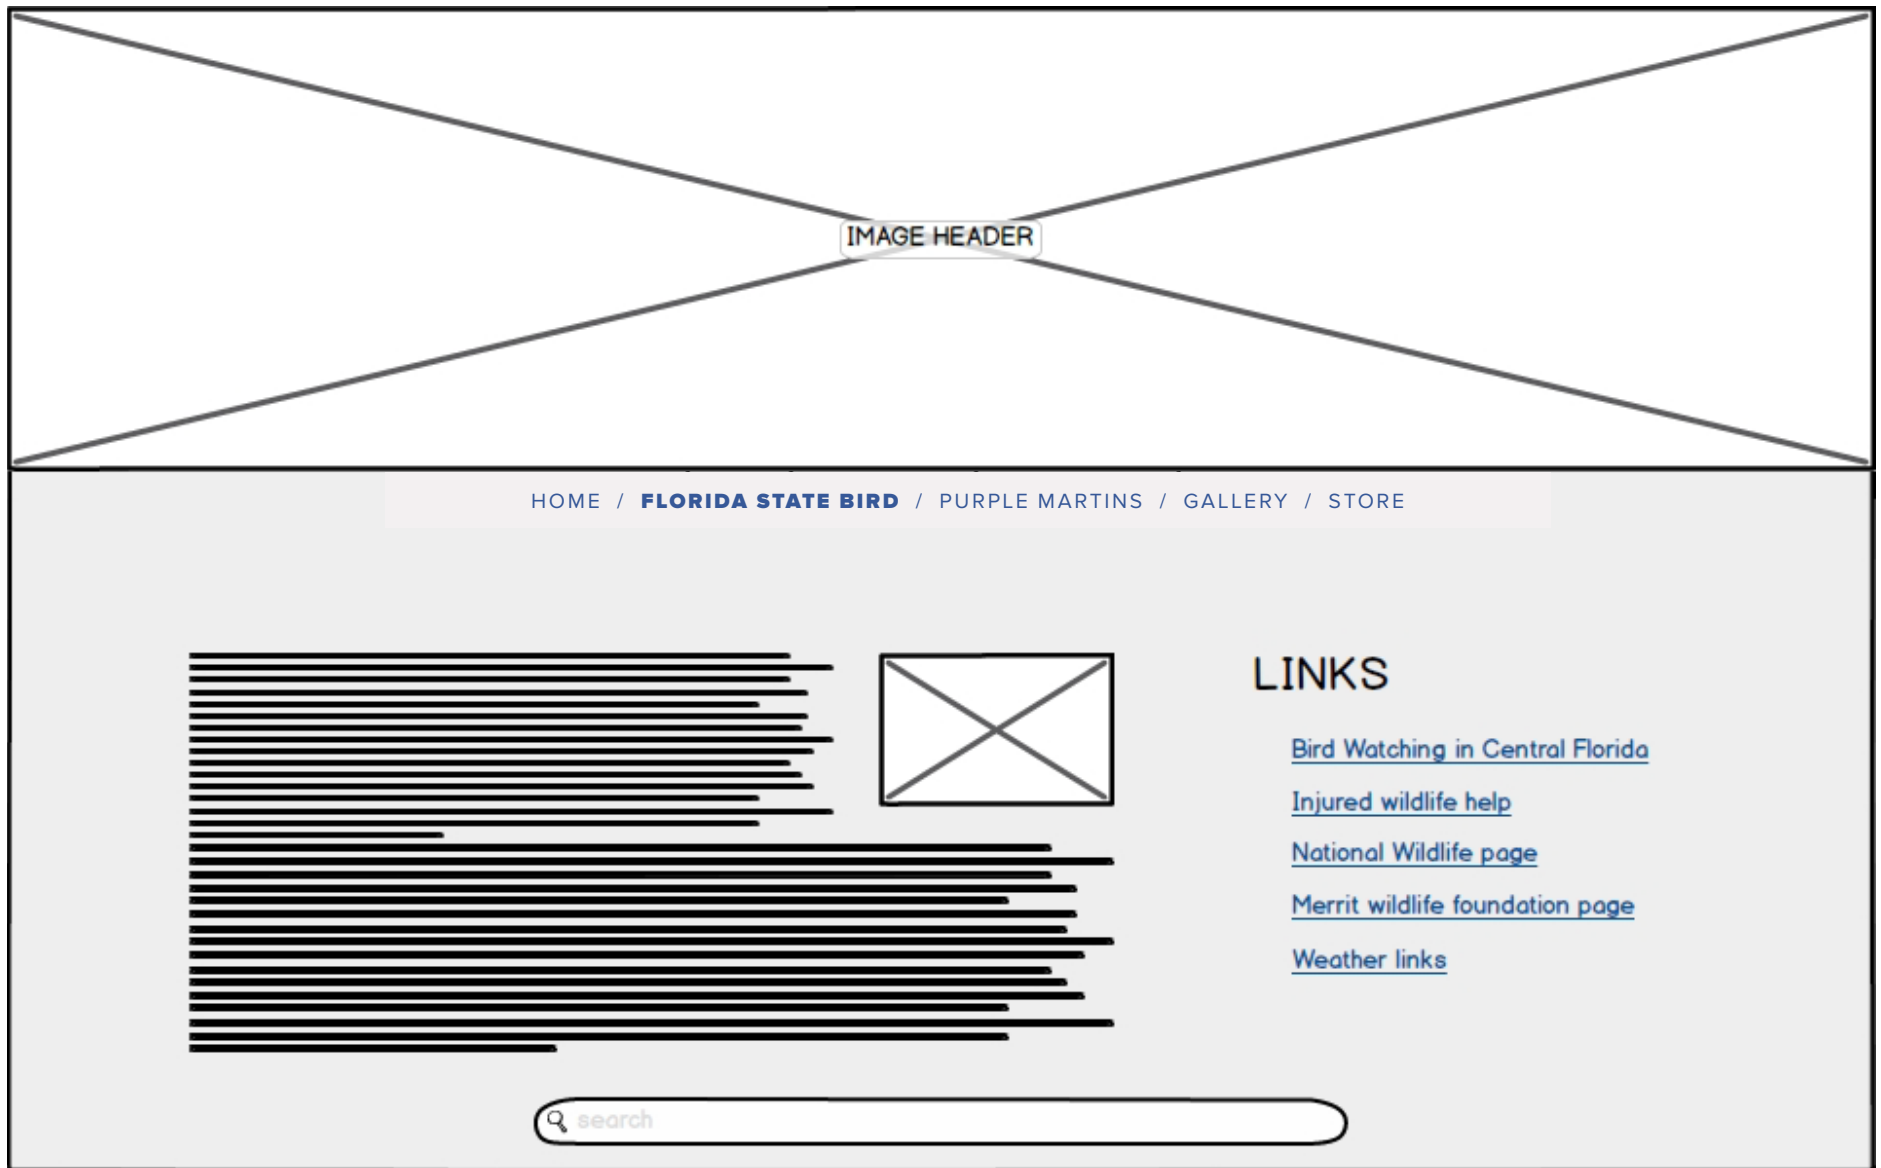 IMAGE HEADER
HOME / FLORIDA STATE BIRD / PURPLE MARTINS / GALLERY / STORE
LINKS
Bird Watching in Central Florida
Injured wildlife help
National Wildlife page
Merrit wildlife foundation page
Weather links
search